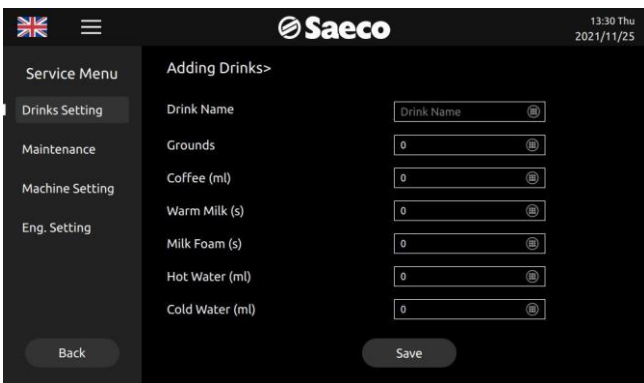 Saeco
13:30 Thu
2021/11/25
Service Menu
Drinks Setting
Maintenance
Machine Setting
Eng. Setting
Back
Adding Drinks>
Drink Name Drink Name
Grounds 0
Coffee (ml) 0
Warm Milk (s) 0
Milk Foam (s) 0
Hot Water (ml) 0
Cold Water (ml) 0
Save